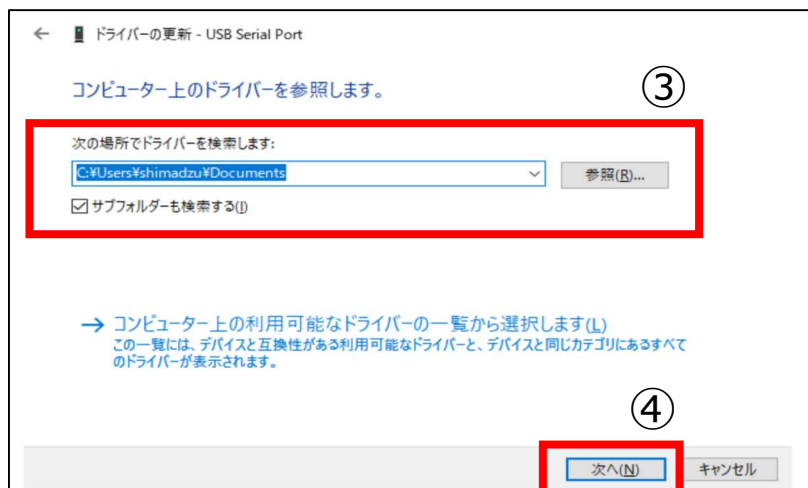 ← ドライバーの更新 - USB Serial Port
コンピューター上のドライバーを参照します。
③
次の場所でドライバーを検索します:
C:¥Users¥shimadzu¥Documents
参照(R)...
サブフォルダーも検索する(I)
→ コンピューター上の利用可能なドライバーの一覧から選択します(L)
この一覧には、デバイスと互換性がある利用可能なドライバーと、デバイスと同じカテゴリにあるすべて
のドライバーが表示されます。
④
次へ(N)
キャンセル